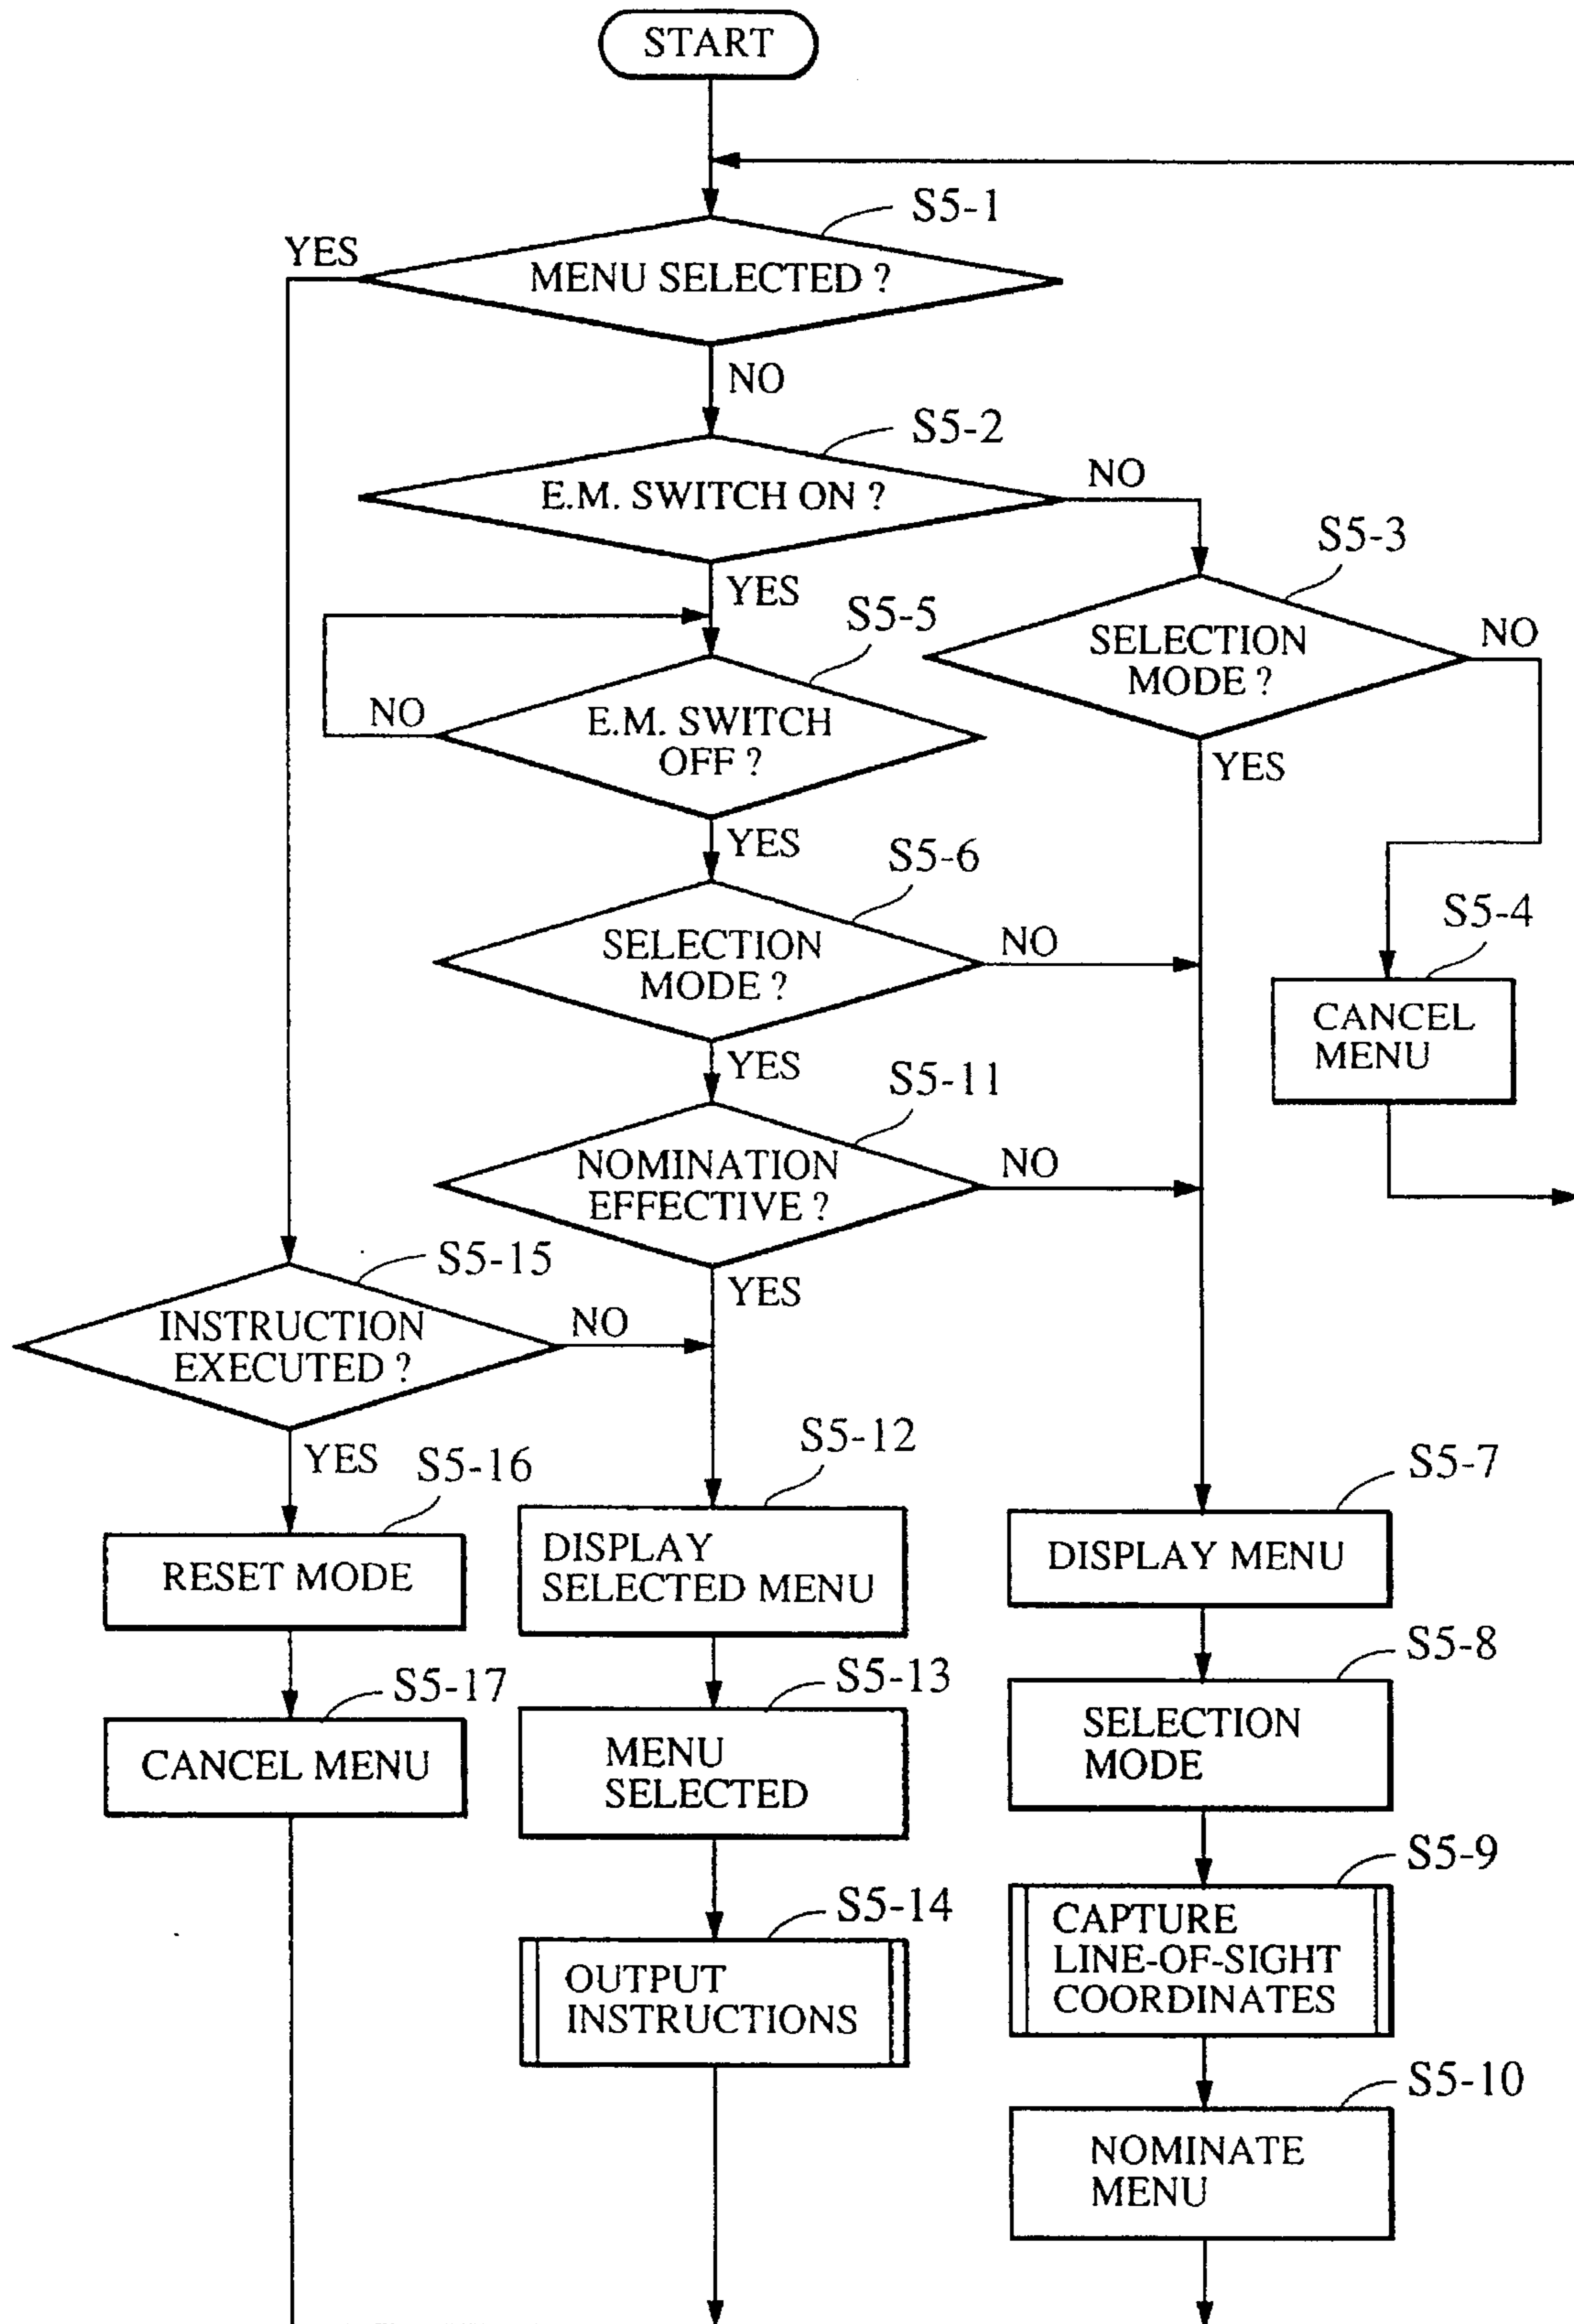 START
S5-1
YES
MENU SELECTED ?
NO
S5-2
E.M. SWITCH ON ?
NO
S5-3
YES
S5-5
SELECTION
MODE ?
NO
NO
E.M. SWITCH
OFF ?
YES
YES
S5-6
SELECTION
MODE ?
NO
S5-4
CANCEL
MENU
YES
S5-11
NOMINATION
EFFECTIVE ?
NO
S5-15
YES
INSTRUCTION
EXECUTED ?
NO
YES
S5-16
S5-12
S5-7
RESET MODE
DISPLAY
SELECTED MENU
DISPLAY MENU
S5-17
S5-13
S5-8
CANCEL MENU
MENU
SELECTED
SELECTION
MODE
S5-14
S5-9
OUTPUT
INSTRUCTIONS
CAPTURE
LINE-OF-SIGHT
COORDINATES
S5-10
NOMINATE
MENU